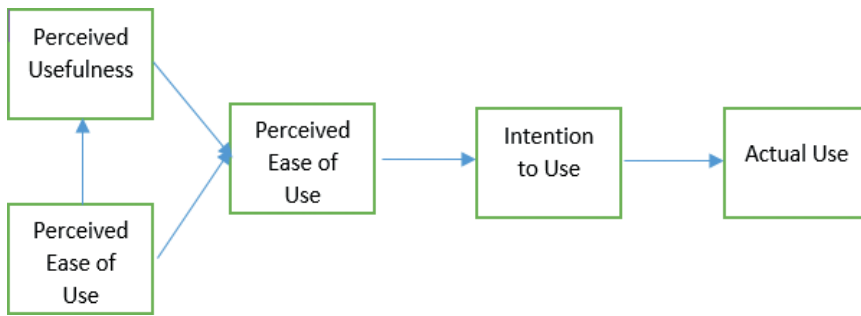 Perceived
Usefulness
Perceived
Ease of
Use
Perceived
Ease of
Use
Intention
to Use
Actual Use